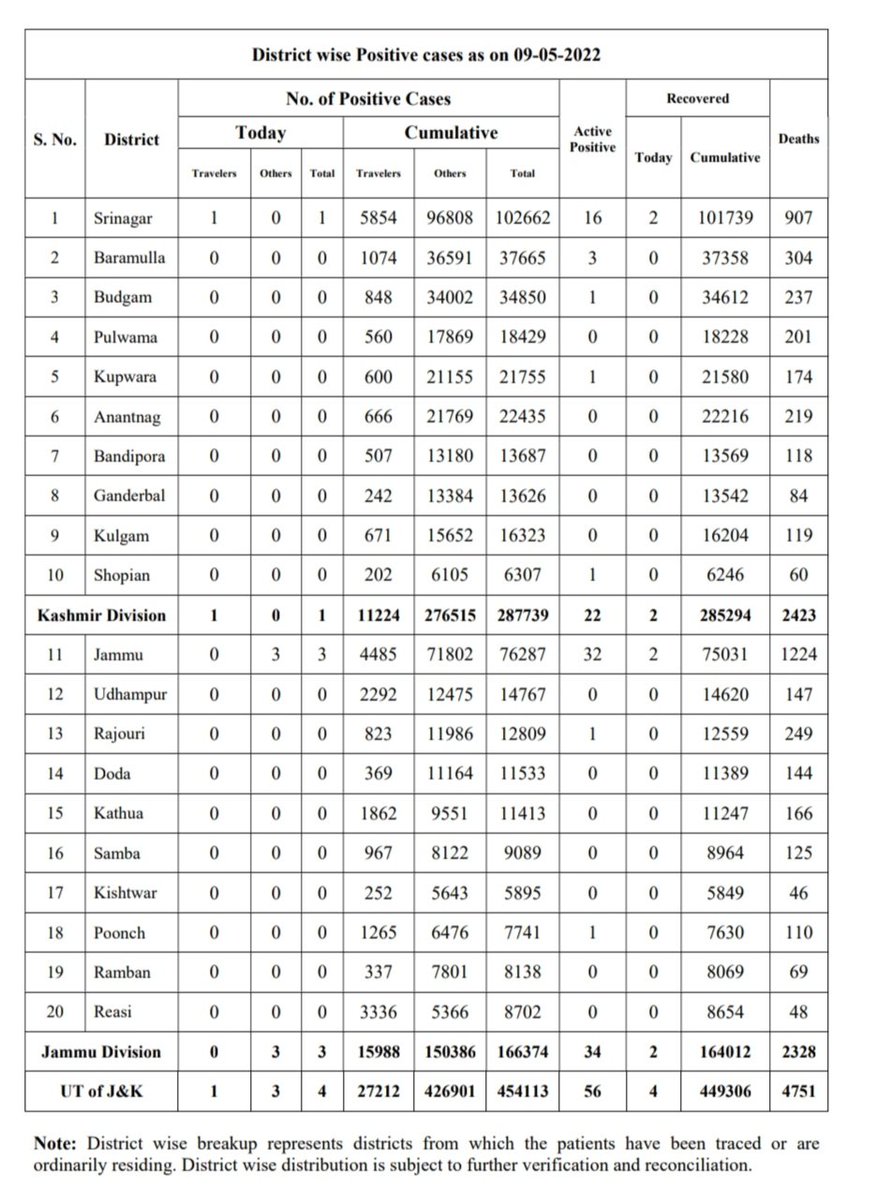 District wise Positive cases as on 09-05-2022
S. No. District No. of Positive Cases Active Positive Recovered Deaths
Today Cumulative Today Cumulative
Travelers Others Total Travelers Others Total
1 Srinagar 1 0 1 5854 96808 102662 16 2 101739 907
2 Baramulla 0 0 0 1074 36591 37665 3 0 37358 304
3 Budgam 0 0 0 848 34002 34850 1 0 34612 237
4 Pulwama 0 0 0 560 17869 18429 0 0 18228 201
5 Kupwara 0 0 0 600 21155 21755 1 0 21580 174
6 Anantnag 0 0 0 666 21769 22435 0 0 22216 219
7 Bandipora 0 0 0 507 13180 13687 0 0 13569 118
8 Ganderbal 0 0 0 242 13384 13626 0 0 13542 84
9 Kulgam 0 0 0 671 15652 16323 0 0 16204 119
10 Shopian 0 0 0 202 6105 6307 1 0 6246 60
Kashmir Division 1 0 1 11224 276515 287739 22 2 285294 2423
11 Jammu 0 3 3 4485 71802 76287 32 2 75031 1224
12 Udhampur 0 0 0 2292 12475 14767 0 0 14620 147
13 Rajouri 0 0 0 823 11986 12809 1 0 12559 249
14 Doda 0 0 0 369 11164 11533 0 0 11389 144
15 Kathua 0 0 0 1862 9551 11413 0 0 11247 166
16 Samba 0 0 0 967 8122 9089 0 0 8964 125
17 Kishtwar 0 0 0 252 5643 5895 0 0 5849 46
18 Poonch 0 0 0 1265 6476 7741 1 0 7630 110
19 Ramban 0 0 0 337 7801 8138 0 0 8069 69
20 Reasi 0 0 0 3336 5366 8702 0 0 8654 48
Jammu Division 0 3 3 15988 150386 166374 34 2 164012 2328
UT of J&K 1 3 4 27212 426901 454113 56 4 449306 4751
Note: District wise breakup represents districts from which the patients have been traced or are
ordinarily residing. District wise distribution is subject to further verification and reconciliation.